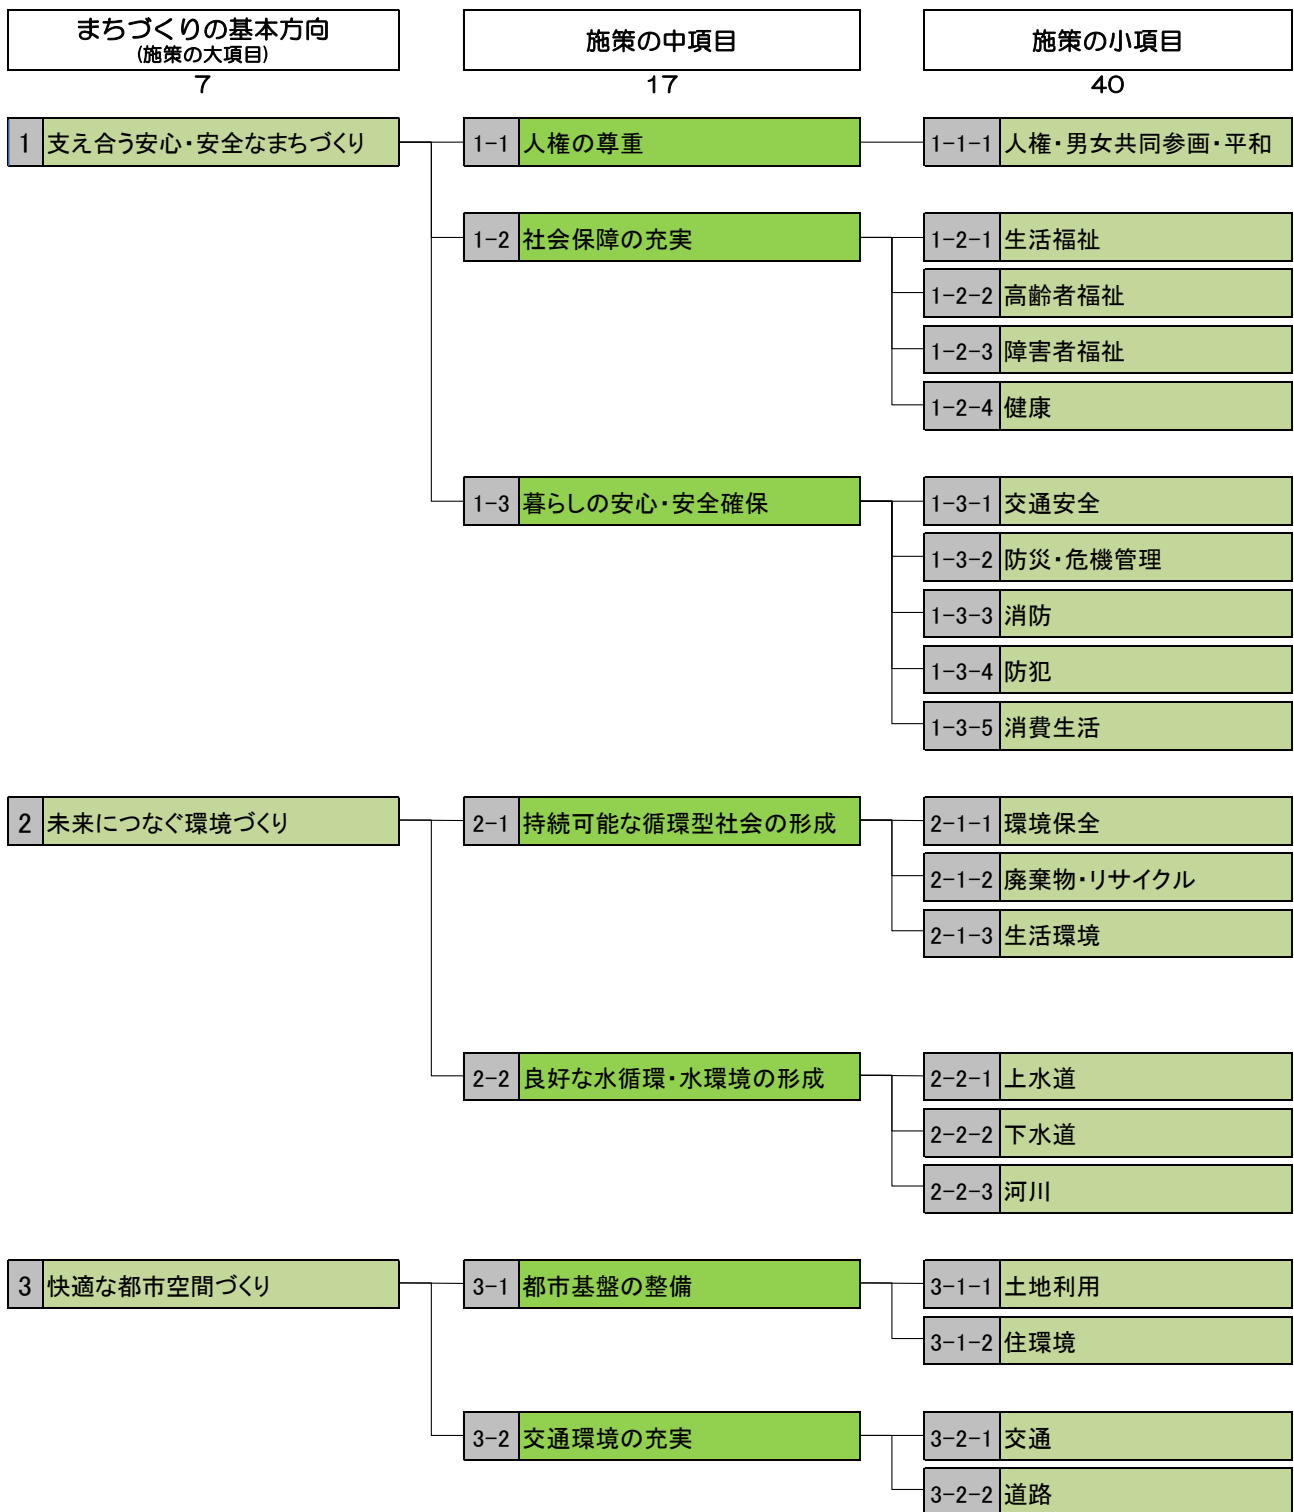 まちづくりの基本方向
(施策の大項目)
施策の中項目
施策の小項目
7
17
40
1 支え合う安心・安全なまちづくり
1-1 人権の尊重
1-1-1 人権・男女共同参画・平和
1-2 社会保障の充実
1-2-1 生活福祉
1-2-2 高齢者福祉
1-2-3 障害者福祉
1-2-4 健康
1-3 暮らしの安心・安全確保
1-3-1 交通安全
1-3-2 防災・危機管理
1-3-3 消防
1-3-4 防犯
1-3-5 消費生活
2 未来につなぐ環境づくり
2-1 持続可能な循環型社会の形成
2-1-1 環境保全
2-1-2 廃棄物・リサイクル
2-1-3 生活環境
2-2 良好な水循環・水環境の形成
2-2-1 上水道
2-2-2 下水道
2-2-3 河川
3 快適な都市空間づくり
3-1 都市基盤の整備
3-1-1 土地利用
3-1-2 住環境
3-2 交通環境の充実
3-2-1 交通
3-2-2 道路